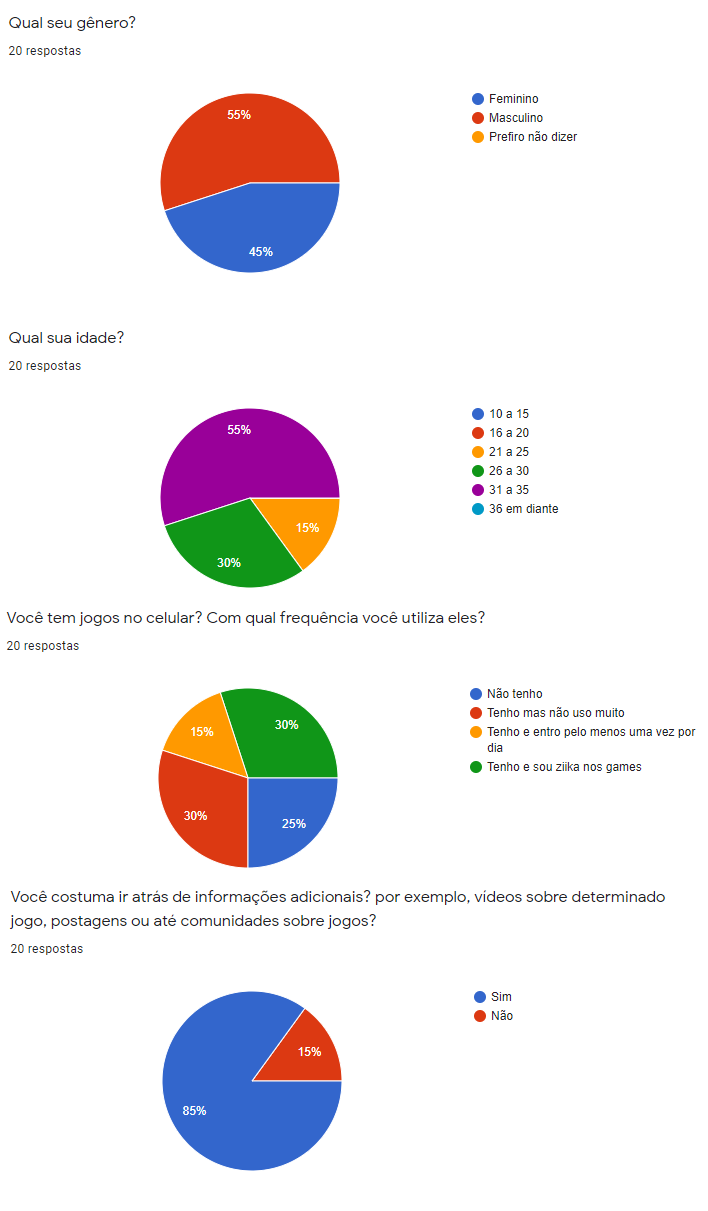 Qual seu gênero?
20 respostas
55%
45%
Feminino
Masculino
Prefiro não dizer
Qual sua idade?
20 respostas
55%
15%
30%
10 a 15
16 a 20
21 a 25
26 a 30
31 a 35
36 em diante
Você tem jogos no celular? Com qual frequência você utiliza eles?
20 respostas
30%
15%
30%
25%
Não tenho
Tenho mas não uso muito
Tenho e entro pelo menos uma vez por
dia
Tenho e sou ziika nos games
Você costuma ir atrás de informações adicionais? por exemplo, vídeos sobre determinado
jogo, postagens ou até comunidades sobre jogos?
20 respostas
15%
85%
Sim
Não